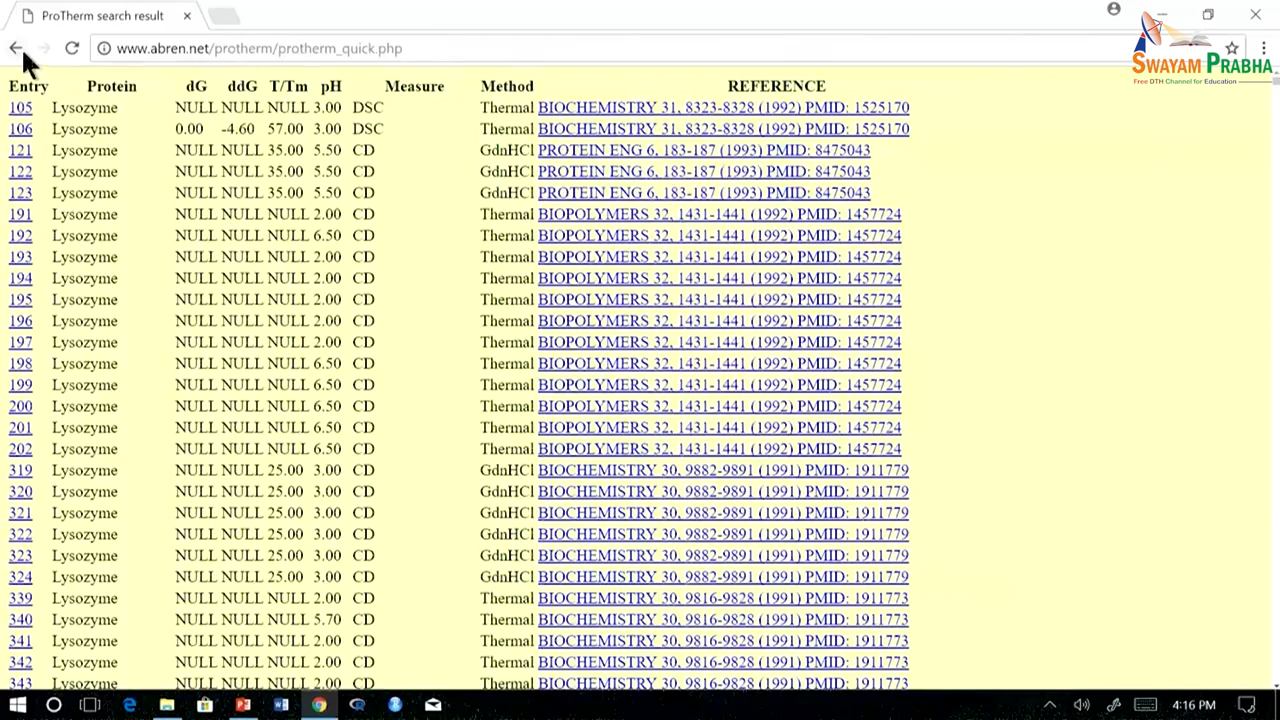 ProTherm search result
www.abren.net/protherm/protherm_quick.php
SWAYAM PRABHA
Free DTH Channel for Education
Entry Protein dG ddG T/Tm pH Measure Method REFERENCE
105 Lysozyme NULL NULL NULL 3.00 DSC Thermal BIOCHEMISTRY 31, 8323-8328 (1992) PMID: 1525170
106 Lysozyme 0.00 -4.60 57.00 3.00 DSC Thermal BIOCHEMISTRY 31, 8323-8328 (1992) PMID: 1525170
121 Lysozyme NULL NULL 35.00 5.50 CD GdnHCl PROTEIN ENG 6, 183-187 (1993) PMID: 8475043
122 Lysozyme NULL NULL 35.00 5.50 CD GdnHCl PROTEIN ENG 6, 183-187 (1993) PMID: 8475043
123 Lysozyme NULL NULL 35.00 5.50 CD GdnHCl PROTEIN ENG 6, 183-187 (1993) PMID: 8475043
191 Lysozyme NULL NULL NULL 2.00 CD Thermal BIOPOLYMERS 32, 1431-1441 (1992) PMID: 1457724
192 Lysozyme NULL NULL NULL 6.50 CD Thermal BIOPOLYMERS 32, 1431-1441 (1992) PMID: 1457724
193 Lysozyme NULL NULL NULL 2.00 CD Thermal BIOPOLYMERS 32, 1431-1441 (1992) PMID: 1457724
194 Lysozyme NULL NULL NULL 2.00 CD Thermal BIOPOLYMERS 32, 1431-1441 (1992) PMID: 1457724
195 Lysozyme NULL NULL NULL 2.00 CD Thermal BIOPOLYMERS 32, 1431-1441 (1992) PMID: 1457724
196 Lysozyme NULL NULL NULL 2.00 CD Thermal BIOPOLYMERS 32, 1431-1441 (1992) PMID: 1457724
197 Lysozyme NULL NULL NULL 2.00 CD Thermal BIOPOLYMERS 32, 1431-1441 (1992) PMID: 1457724
198 Lysozyme NULL NULL NULL 6.50 CD Thermal BIOPOLYMERS 32, 1431-1441 (1992) PMID: 1457724
199 Lysozyme NULL NULL NULL 6.50 CD Thermal BIOPOLYMERS 32, 1431-1441 (1992) PMID: 1457724
200 Lysozyme NULL NULL NULL 6.50 CD Thermal BIOPOLYMERS 32, 1431-1441 (1992) PMID: 1457724
201 Lysozyme NULL NULL NULL 6.50 CD Thermal BIOPOLYMERS 32, 1431-1441 (1992) PMID: 1457724
202 Lysozyme NULL NULL NULL 6.50 CD Thermal BIOPOLYMERS 32, 1431-1441 (1992) PMID: 1457724
319 Lysozyme NULL NULL 25.00 3.00 CD GdnHCl BIOCHEMISTRY 30, 9882-9891 (1991) PMID: 1911779
320 Lysozyme NULL NULL 25.00 3.00 CD GdnHCl BIOCHEMISTRY 30, 9882-9891 (1991) PMID: 1911779
321 Lysozyme NULL NULL 25.00 3.00 CD GdnHCl BIOCHEMISTRY 30, 9882-9891 (1991) PMID: 1911779
322 Lysozyme NULL NULL 25.00 3.00 CD GdnHCl BIOCHEMISTRY 30, 9882-9891 (1991) PMID: 1911779
323 Lysozyme NULL NULL 25.00 3.00 CD GdnHCl BIOCHEMISTRY 30, 9882-9891 (1991) PMID: 1911779
324 Lysozyme NULL NULL 25.00 3.00 CD GdnHCl BIOCHEMISTRY 30, 9882-9891 (1991) PMID: 1911779
339 Lysozyme NULL NULL NULL 2.00 CD Thermal BIOCHEMISTRY 30, 9816-9828 (1991) PMID: 1911773
340 Lysozyme NULL NULL NULL 5.70 CD Thermal BIOCHEMISTRY 30, 9816-9828 (1991) PMID: 1911773
341 Lysozyme NULL NULL NULL 2.00 CD Thermal BIOCHEMISTRY 30, 9816-9828 (1991) PMID: 1911773
342 Lysozyme NULL NULL NULL 2.00 CD Thermal BIOCHEMISTRY 30, 9816-9828 (1991) PMID: 1911773
343 Lysozyme NULL NULL NULL 2.00 CD Thermal BIOCHEMISTRY 30, 9816-9828 (1991) PMID: 1911773
4:16 PM